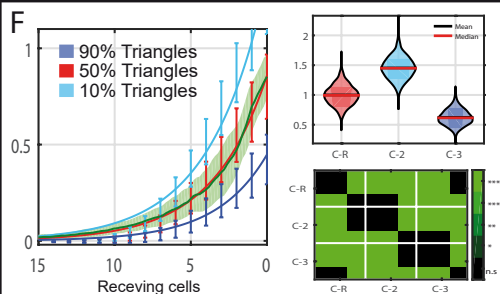 F
1
0.5
0
15
10
5
0
Receving cells
90% Triangles
50% Triangles
10% Triangles
2
1.5
1
0.5
Mean
Median
C-R
C-2
C-3
C-R
C-2
C-3
C-R
C-2
C-3
**
*
n.s